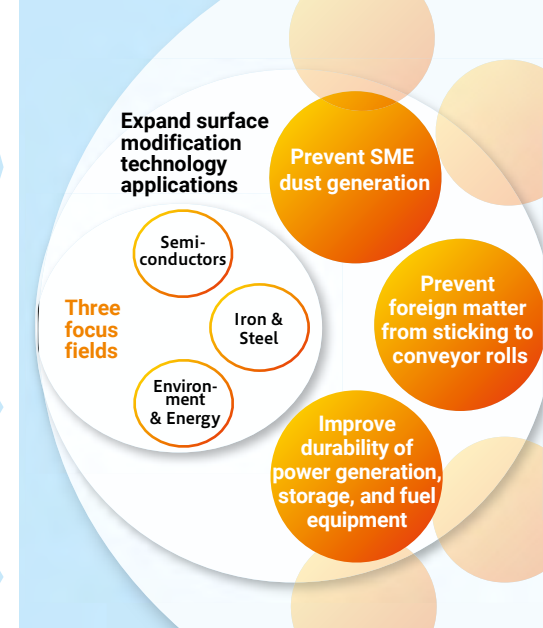 Expand surface
modification
technology
applications
Prevent SME
dust generation
Semi-
conductors
Three
focus
fields
Iron &
Steel
Environ-
ment
& Energy
Prevent
foreign matter
from sticking to
conveyor rolls
Improve
durability of
power generation,
storage, and fuel
equipment